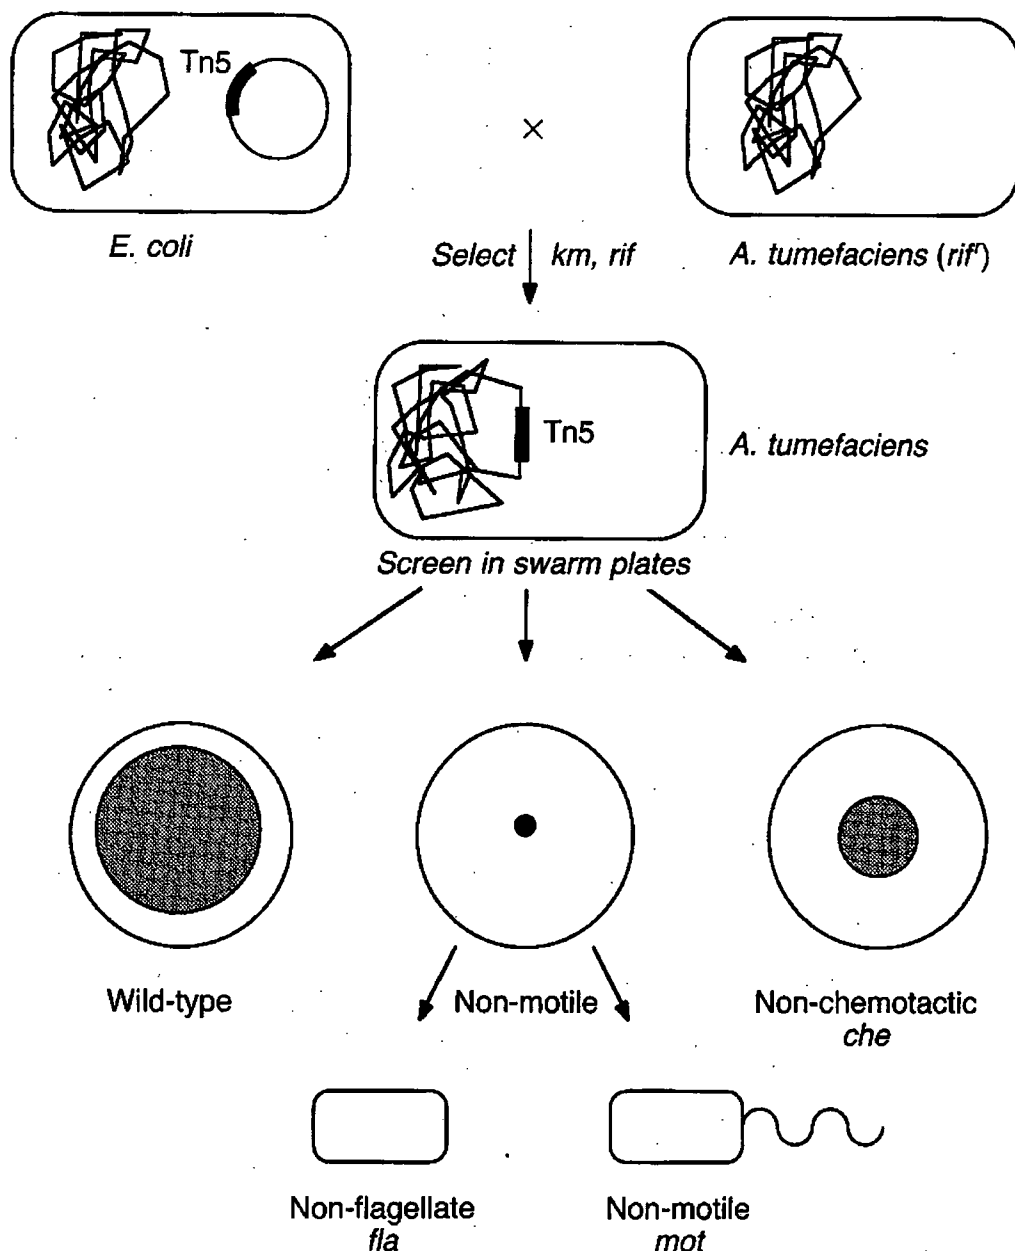 Tn5
×
E. coli
Select km, rif
A. tumefaciens (rifʳ)
Tn5
A. tumefaciens
Screen in swarm plates
Wild-type
Non-motile
Non-chemotactic
che
Non-flagellate
fla
Non-motile
mot